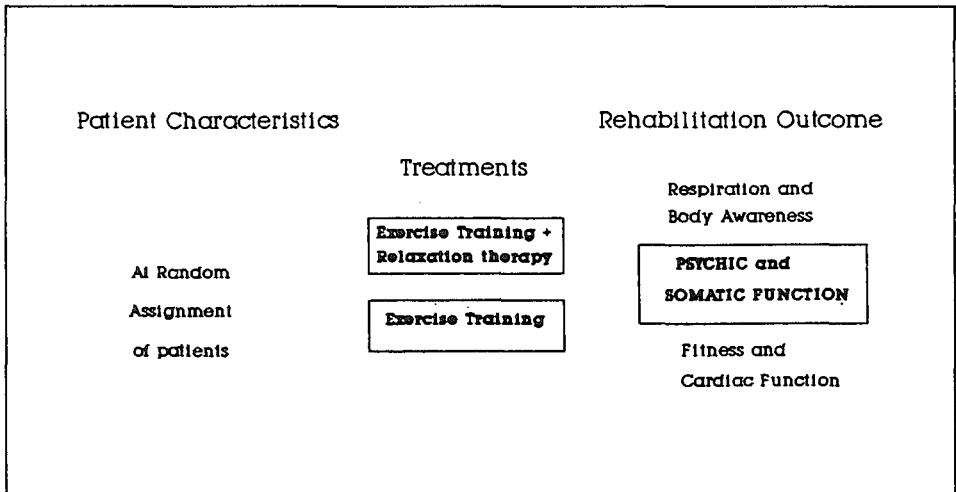 Patient Characteristics
Rehabilitation Outcome
Treatments
Respiration and
Body Awareness
Exercise Training +
Relaxation therapy
PSYCHIC and
SOMATIC FUNCTION
At Random
Assignment
of patients
Exercise Training
Fitness and
Cardiac Function